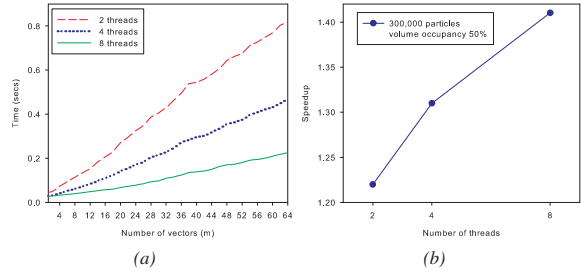 2 threads
4 threads
8 threads
0.8
0.6
0.4
0.2
0.0
Time (secs)
4 8 12 16 20 24 28 32 36 40 44 48 52 56 60 64
Number of vectors (m)
(a)
300,000 particles
volume occupancy 50%
1.40
1.35
1.30
1.25
1.20
Speedup
2 4 8
Number of threads
(b)